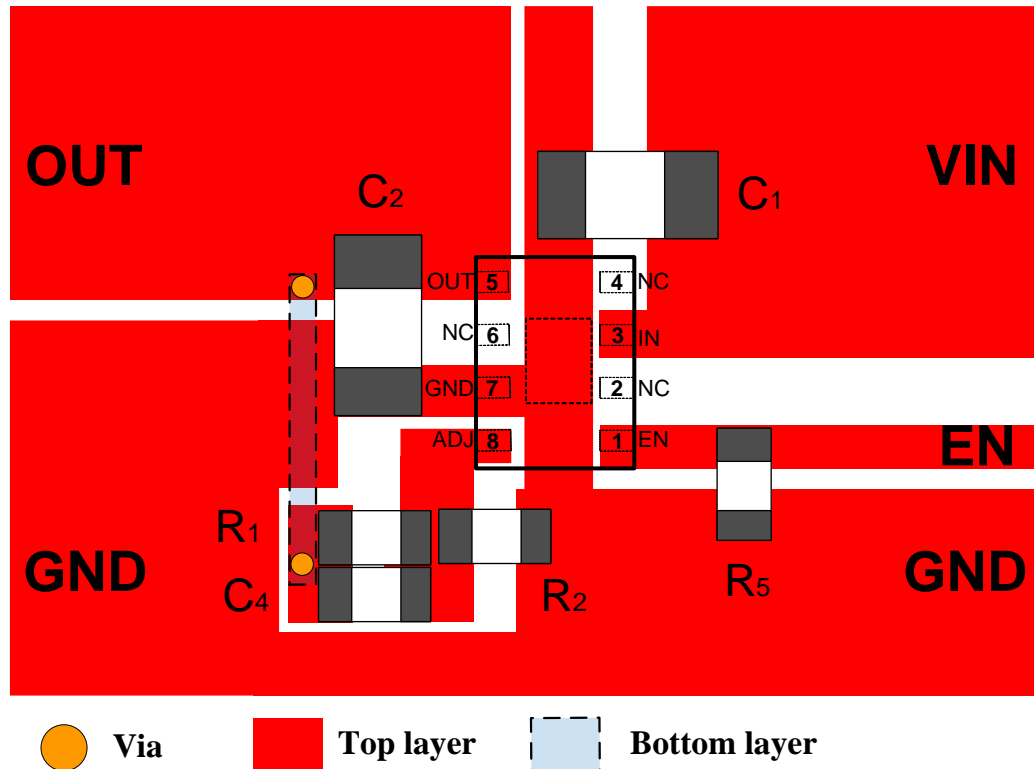 OUT
VIN
C2
C1
OUT 5
4 NC
NC 6
3 IN
GND 7
2 NC
ADJ 8
1 EN
EN
R1
GND
GND
C4
R2
R5
Via
Top layer
Bottom layer